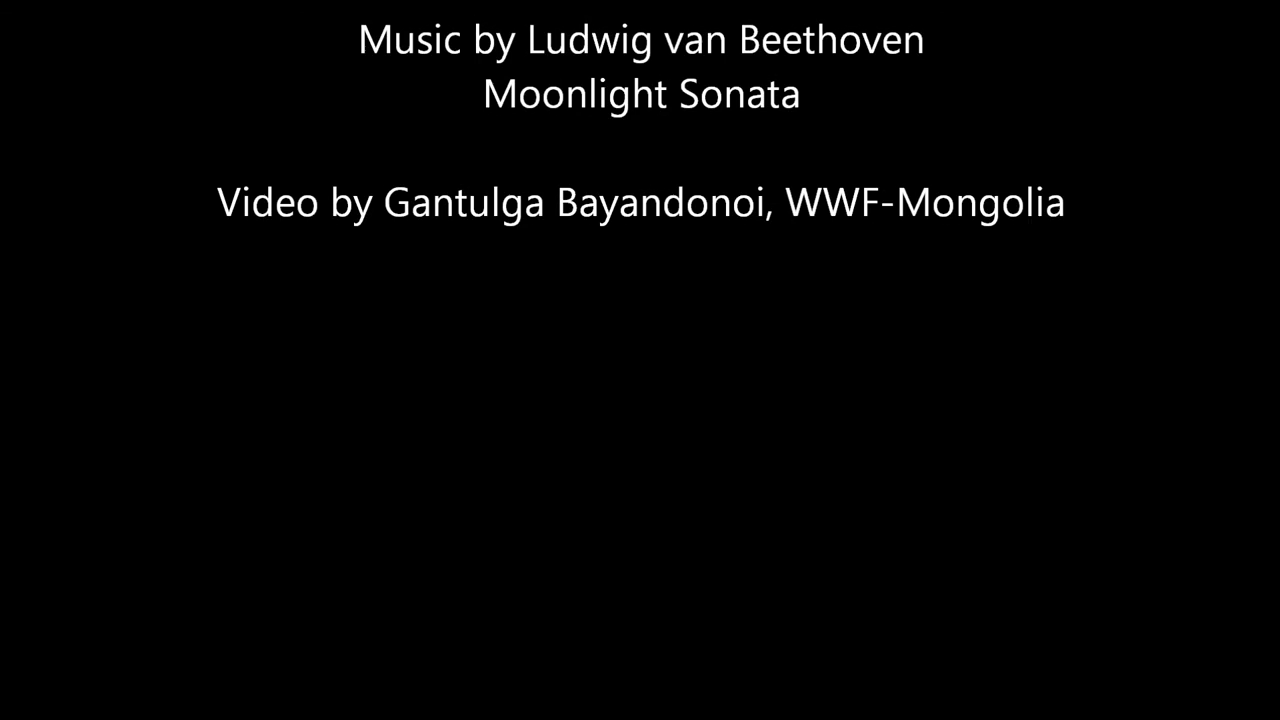 Music by Ludwig van Beethoven
Moonlight Sonata
Video by Gantulga Bayandonoi, WWF-Mongolia